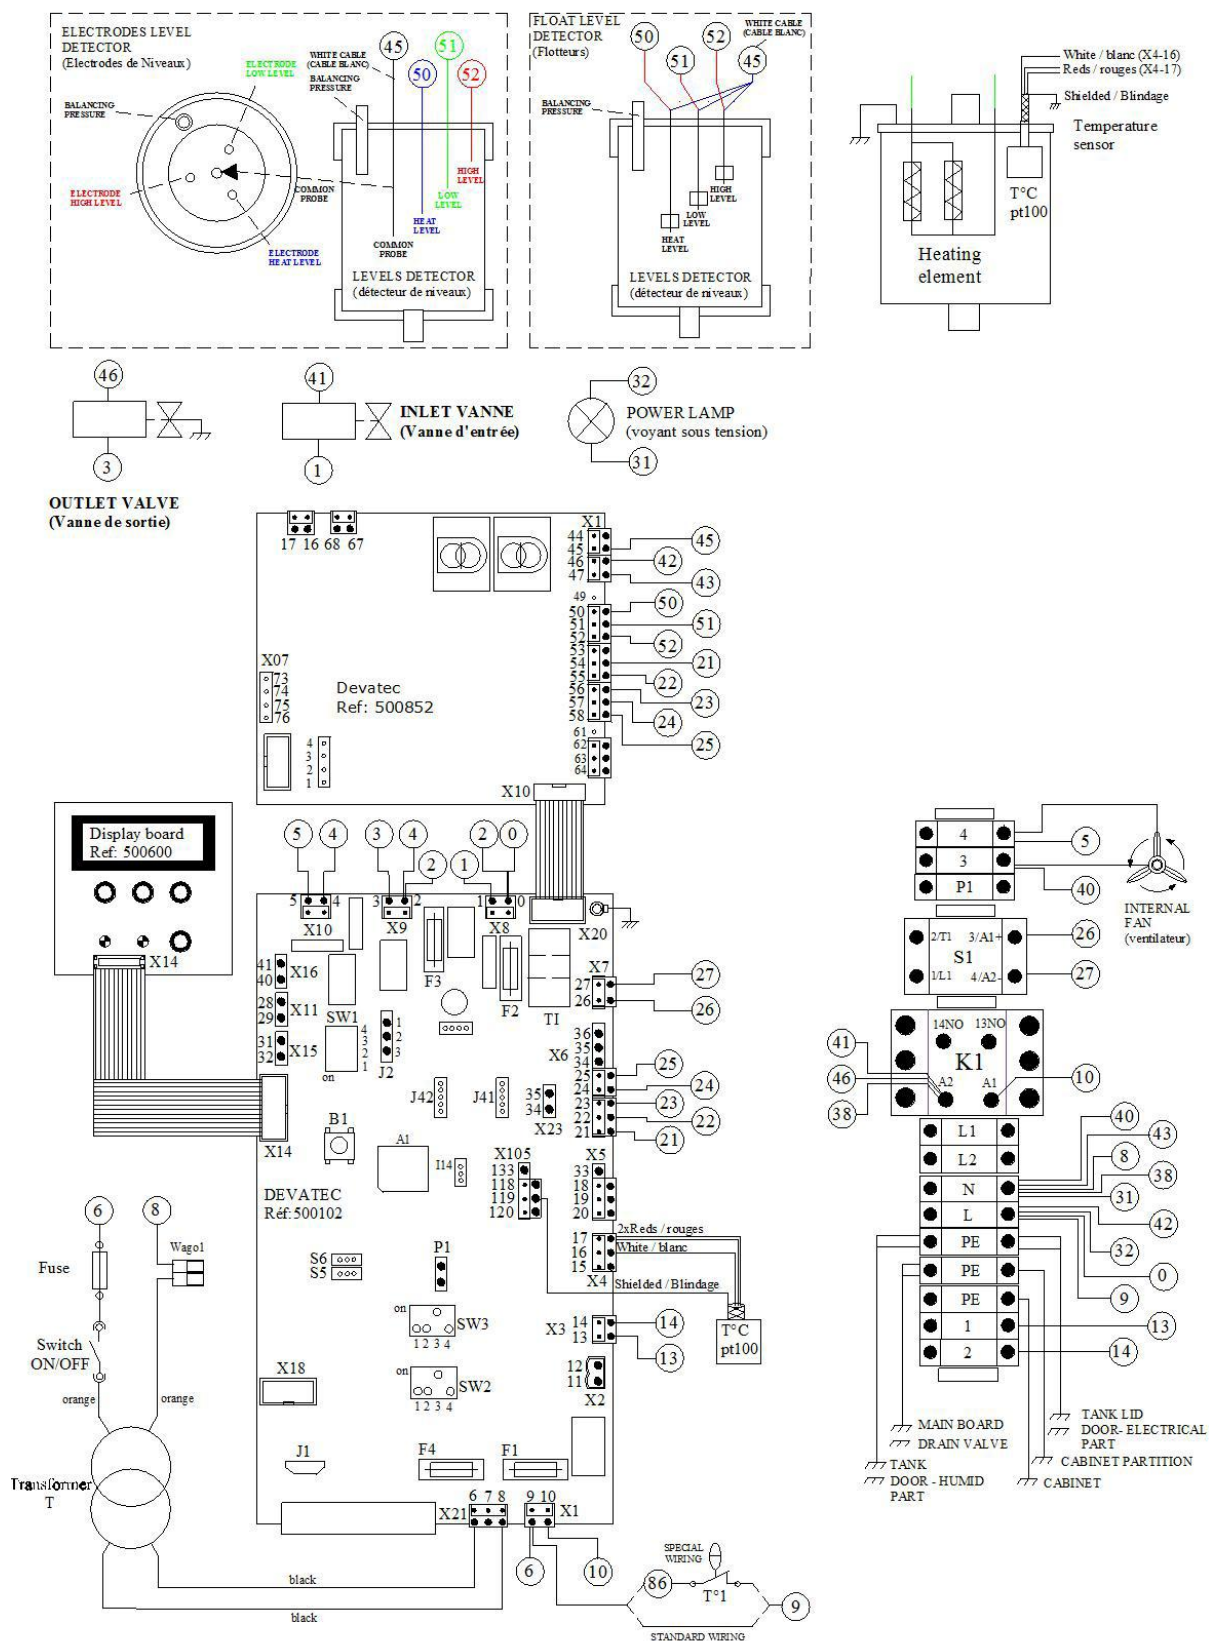 ELECTRODES LEVEL
DETECTOR
(Electrodes de Niveaux)
ELECTRODE
LOW LEVEL
BALANCING
PRESSURE
ELECTRODE
HIGH LEVEL
COMMON
PROBE
ELECTRODE
HEAT LEVEL
WHITE CABLE
(CABLE BLANC)
BALANCING
PRESSURE
45
51
50
52
HIGH
LEVEL
LOW
LEVEL
HEAT
LEVEL
COMMON
PROBE
LEVELS DETECTOR
(détecteur de niveaux)
FLOAT LEVEL
DETECTOR
(Flotteurs)
50
51
52
45
WHITE CABLE
(CABLE BLANC)
BALANCING
PRESSURE
HIGH
LEVEL
LOW
LEVEL
HEAT
LEVEL
LEVELS DETECTOR
(détecteur de niveaux)
White / blanc (X4-16)
Reds / rouges (X4-17)
Shielded / Blindage
Temperature
sensor
T°C
pt100
Heating
element
46
3
OUTLET VALVE
(Vanne de sortie)
41
1
INLET VANNE
(Vanne d'entrée)
32
POWER LAMP
(voyant sous tension)
31
17 16 68 67
X1
44
45
46
47
49
50
51
52
53
54
55
56
57
58
61
62
63
64
45
42
43
50
51
52
21
22
23
24
25
X07
73
74
75
76
Devatec
Ref: 500852
4
3
2
1
X10
Display board
Ref: 500600
X14
5
4
3
4
2
1
2
0
5 4
X10
3 2
X9
1 0
X8
X20
41
40
X16
28
29
X11
31
32
X15
SW1
4
3
2
1
on
1
2
3
J2
F3
F2
TI
X7
27
26
27
26
X6
36
35
34
25
24
23
22
21
25
24
23
22
21
35
34
X23
J42
J41
B1
A1
I14
X14
X105
133
118
119
120
X5
33
18
19
20
17
16
15
X4
2xReds / rouges
White / blanc
Shielded / Blindage
T°C
pt100
DEVATEC
Réf:500102
S6
S5
P1
on
1 2 3 4
SW3
on
1 2 3 4
SW2
X3
14
13
14
13
12
11
X2
X18
J1
F4
F1
X21
6 7 8
9 10
X1
6
10
6
8
Wago1
Fuse
Switch
ON/OFF
orange
orange
Transformer
T
black
black
SPECIAL
WIRING
86
T°1
9
STANDARD WIRING
4
3
P1
5
40
INTERNAL
FAN
(ventilateur)
2/T1 3/A1+
S1
1/L1 4/A2-
26
27
14NO 13NO
K1
A2 A1
41
46
38
10
L1
L2
N
L
PE
PE
PE
1
2
40
43
8
38
31
42
32
0
9
13
14
MAIN BOARD
DRAIN VALVE
TANK
DOOR - HUMID
PART
TANK LID
DOOR- ELECTRICAL
PART
CABINET PARTITION
CABINET